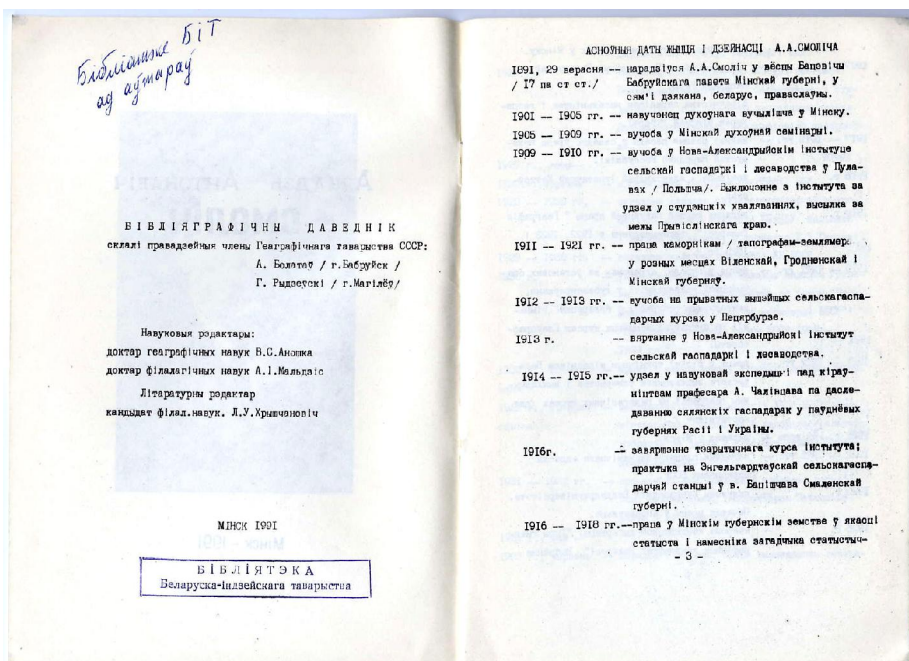 Бібліятэке БІТ
ад аўтараў
БІБЛІЯГРАФІЧНЫ ДАВЕДНІК
склалі правадзейныя члены Геаграфічнага таварыства СССР:
А. Болатаў / г.Бабруйск /
Г. Рыдзеўскі / г.Магілёў/
Навуковыя рэдактары:
доктар геаграфічных навук В.С.Аношка
доктар філалагічных навук А.І.Мальдзіс
Літаратурны рэдактар
кандыдат філал.навук. Л.У.Хрышчановіч
МІНСК 1991
БІБЛІЯТЭКА
Беларуска-Індзейскага таварыства
АСНОЎНЫЯ ДАТЫ ЖЫЦЦЯ І ДЗЕЙНАСЦІ А.А.СМОЛІЧА
1891, 29 верасня — нарадзіўся А.А.Смоліч у вёсцы Бацэвічы
/ 17 па ст ст./ Бабруйскага павета Мінскай губерні, у
сям'і дзякана, беларус, праваслаўны.
1901 — 1905 гг. — навучэнец духоўнага вучылішча ў Мінску.
1905 — 1909 гг. — вучоба ў Мінскай духоўнай семінарыі.
1909 — 1910 гг. — вучоба ў Нова-Александрыйскім інстытуце
сельскай гаспадаркі і лесаводства ў Пула-
вах / Польшча/. Выключэнне з інстытута за
удзел у студэнцкіх хваляваннях, высылка за
межы Прывіслінскага краю.
1911 — 1921 гг. — праца каморнікам / тапографам-землямерам
у розных месцах Віленскай, Гродненскай і
Мінскай губерняў.
1912 — 1913 гг. — вучоба на прыватных вышэйшых сельскагаспа-
дарчых курсах у Пецярбурзе.
1913 г. — вяртанне ў Нова-Александрыйскі інстытут
сельскай гаспадаркі і лесаводства.
1914 — 1915 гг.— удзел у навуковай экспедыцыі пад кіраў-
ніцтвам прафесара А. Чалінцава па дасле-
даванню сялянскіх гаспадарак у паўднёвых
губернях Расіі і Украіны.
1916г. — завяршэнне тэарытычнага курса інстытута;
практыка на Энгельгардтаўскай сельскагаспа-
дарчай станцыі ў в. Бацішчава Смаленскай
губерні.
1916 — 1918 гг.—праца ў Мінскім губернскім земстве ў якасці
статыста і намесніка загадчыка статыстыч-
- 3 -